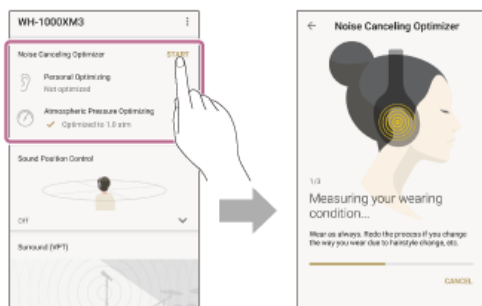 WH-1000XM3
Noise Canceling Optimizer START
Personal Optimizing
Not optimized
Atmospheric Pressure Optimizing
Optimized to 1.0 atm
Sound Position Control
Off
Surround (VPT)
Noise Canceling Optimizer
1/3
Measuring your wearing
condition...
Wear as always. Redo the process if you change
the way you wear due to hairstyle change, etc.
CANCEL